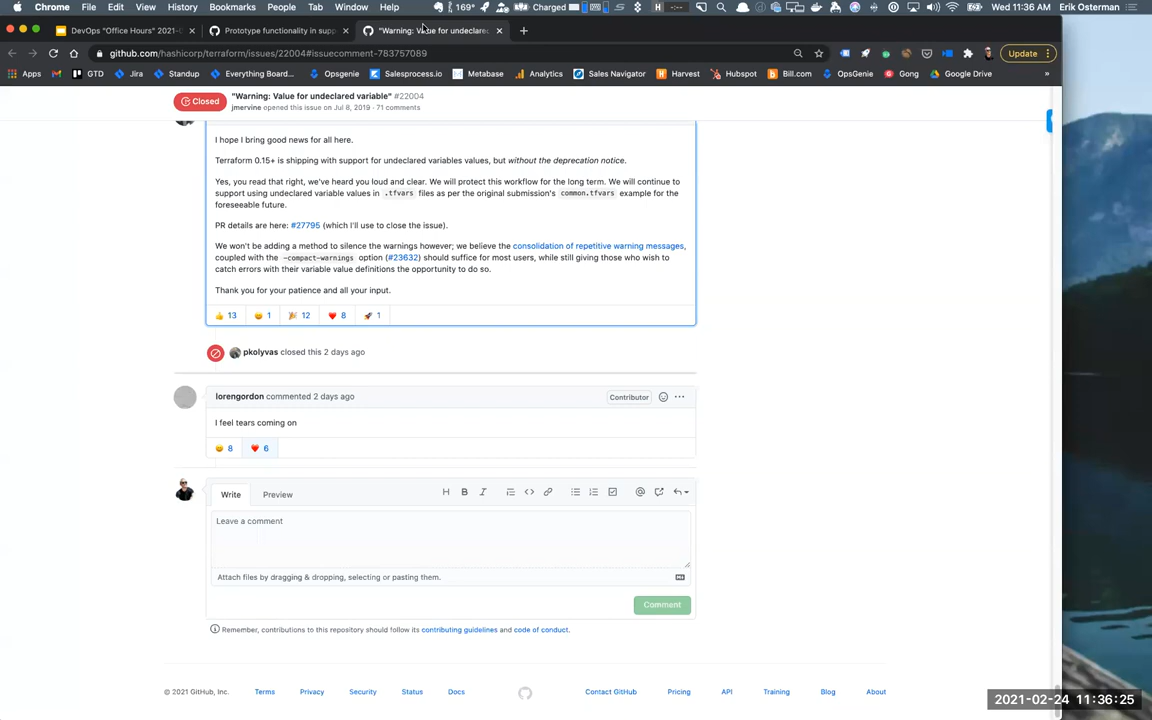 Chrome File Edit View History Bookmarks People Tab Window Help 169° Charged H Wed 11:36 AM Erik Osterman
DevOps "Office Hours" 2021- Prototype functionality in supp "Warning: Value for undeclared
github.com/hashicorp/terraform/issues/22004#issuecomment-783757089 Update
Apps GTD Jira Standup Everything Board... Opsgenie Salesprocess.io Metabase Analytics Sales Navigator Harvest Hubspot Bill.com OpsGenie Gong Google Drive »
Closed "Warning: Value for undeclared variable" #22004
jmervine opened this issue on Jul 8, 2019 · 71 comments
I hope I bring good news for all here.
Terraform 0.15+ is shipping with support for undeclared variables values, but without the deprecation notice.
Yes, you read that right, we've heard you loud and clear. We will protect this workflow for the long term. We will continue to
support using undeclared variable values in .tfvars files as per the original submission's common.tfvars example for the
foreseeable future.
PR details are here: #27795 (which I'll use to close the issue).
We won't be adding a method to silence the warnings however; we believe the consolidation of repetitive warning messages,
coupled with the -compact-warnings option (#23632) should suffice for most users, while still giving those who wish to
catch errors with their variable value definitions the opportunity to do so.
Thank you for your patience and all your input.
13 1 12 8 1
pkolyvas closed this 2 days ago
lorengordon commented 2 days ago Contributor
I feel tears coming on
8 6
Write Preview H B I
Leave a comment
Attach files by dragging & dropping, selecting or pasting them.
Comment
Remember, contributions to this repository should follow its contributing guidelines and code of conduct.
© 2021 GitHub, Inc. Terms Privacy Security Status Docs Contact GitHub Pricing API Training Blog About
2021-02-24 11:36:25